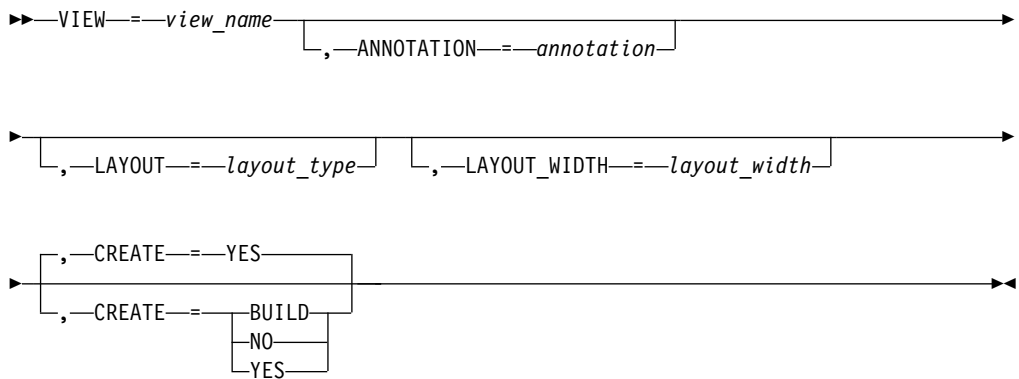 VIEW = view_name
, ANNOTATION = annotation
, LAYOUT = layout_type , LAYOUT_WIDTH = layout_width
, CREATE = YES
, CREATE = BUILD
NO
YES